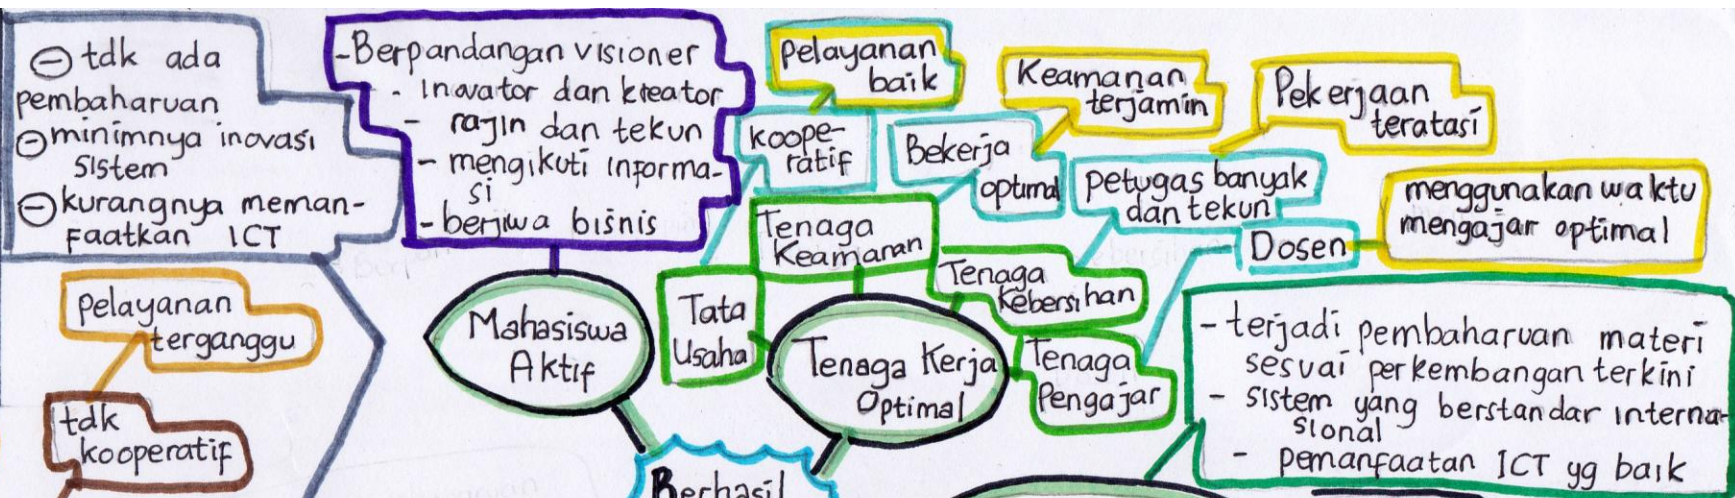 ⊖ tdk ada
pembaharuan
⊖ minimnya inovasi
sistem
⊖ kurangnya meman-
faatkan ICT
Pelayanan
terganggu
tdk
kooperatif
- Berpandangan visioner
- Inovator dan kreator
- rajin dan tekun
- mengikuti informa-
si
- berjiwa bisnis
Mahasiswa
Aktif
Pelayanan
baik
koope-
ratif
Tata
Usaha
Keamanan
terjamin
Bekerja
optimal
Tenaga
Keamanan
Pekerjaan
teratasi
petugas banyak
dan tekun
Tenaga
Kebersihan
menggunakan waktu
mengajar optimal
Dosen
Tenaga
Pengajar
Tenaga Kerja
Optimal
- terjadi pembaharuan materi
sesuai perkembangan terkini
- sistem yang berstandar interna-
sional
- pemanfaatan ICT yg baik
Berhasil